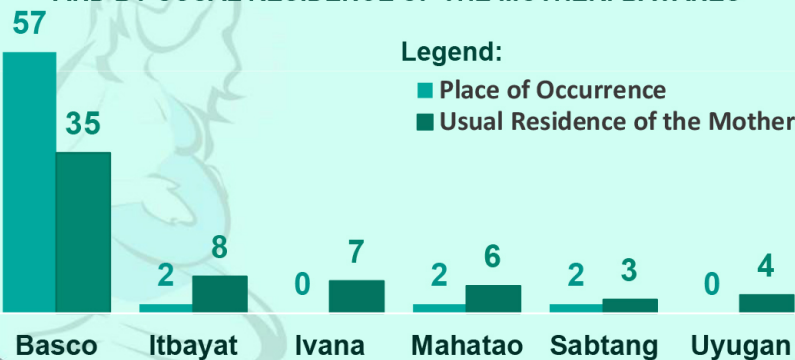 57
35
Legend:
Place of Occurrence
Usual Residence of the Mother
2 8 0 7 2 6 2 3 0 4
Basco Itbayat Ivana Mahatao Sabtang Uyugan